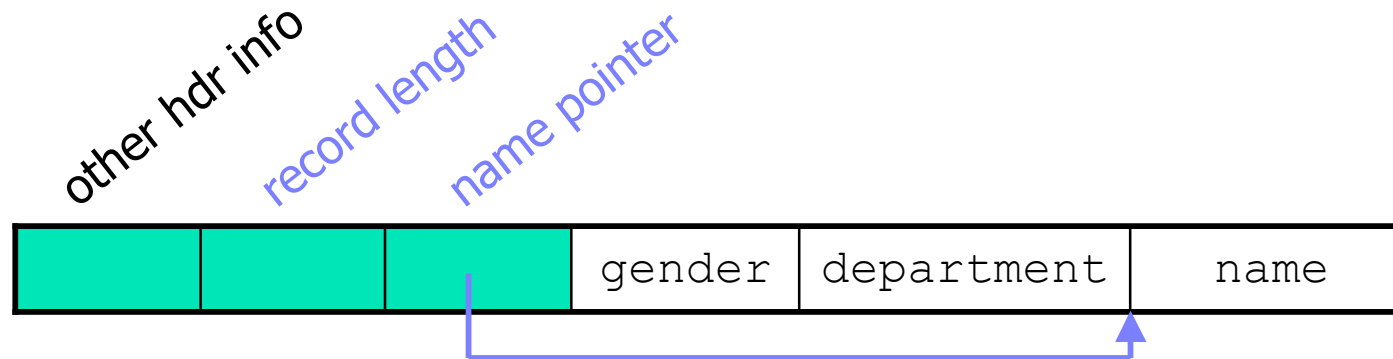 other hdr info
record length
name pointer
gender
department
name